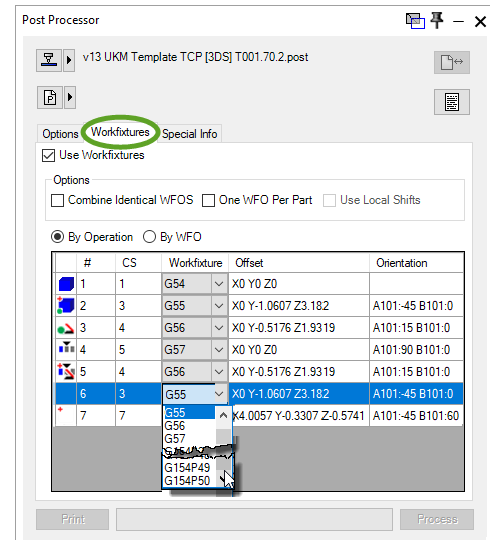 Post Processor
v13 UKM Template TCP [3DS] T001.70.2.post
Options Workfixtures Special Info
Use Workfixtures
Options
Combine Identical WFOS One WFO Per Part Use Local Shifts
By Operation By WFO
# CS Workfixture Offset Orientation
1 1 G54 X0 Y0 Z0
2 3 G55 X0 Y-1.0607 Z3.182 A101:-45 B101:0
3 4 G56 X0 Y-0.5176 Z1.9319 A101:15 B101:0
4 5 G57 X0 Y0 Z0 A101:90 B101:0
5 4 G56 X0 Y-0.5176 Z1.9319 A101:15 B101:0
6 3 G55 X0 Y-1.0607 Z3.182 A101:-45 B101:0
7 7 X4.0057 Y-0.3307 Z-0.5741 A101:-45 B101:60
G55
G56
G57
G154P49
G154P50
Print Process